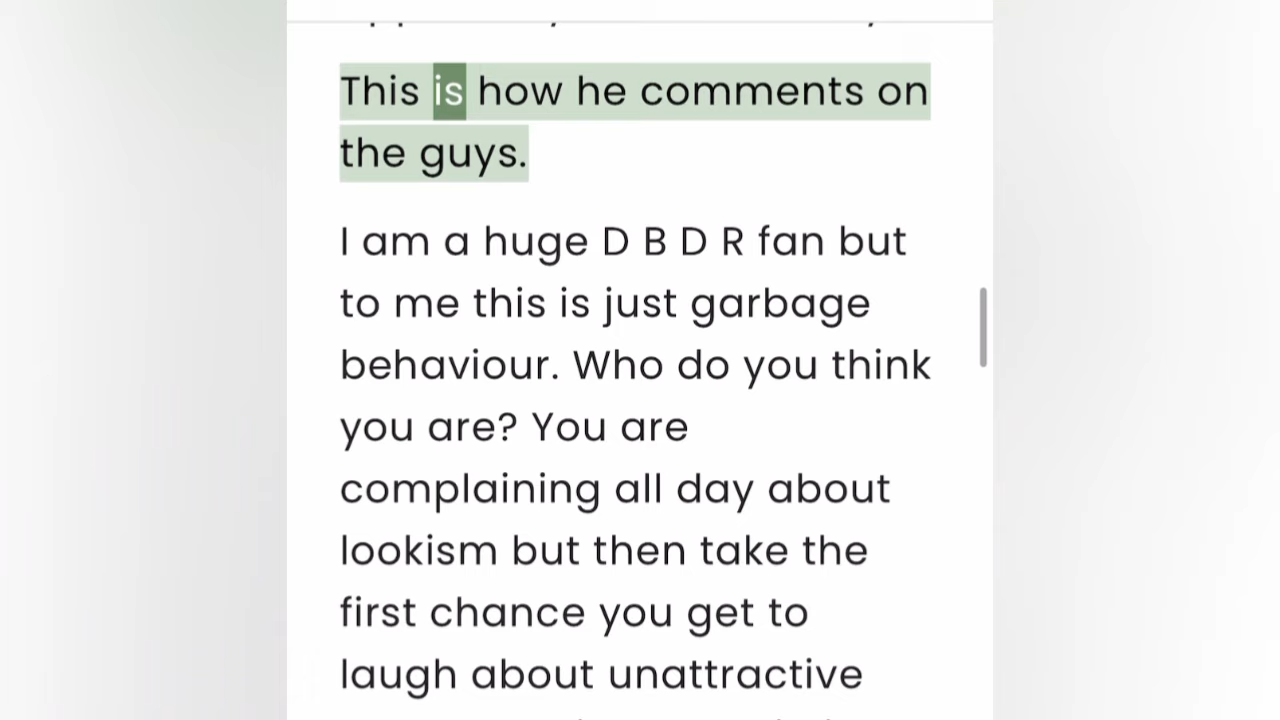 This is how he comments on
the guys.
I am a huge D B D R fan but
to me this is just garbage
behaviour. Who do you think
you are? You are
complaining all day about
lookism but then take the
first chance you get to
laugh about unattractive